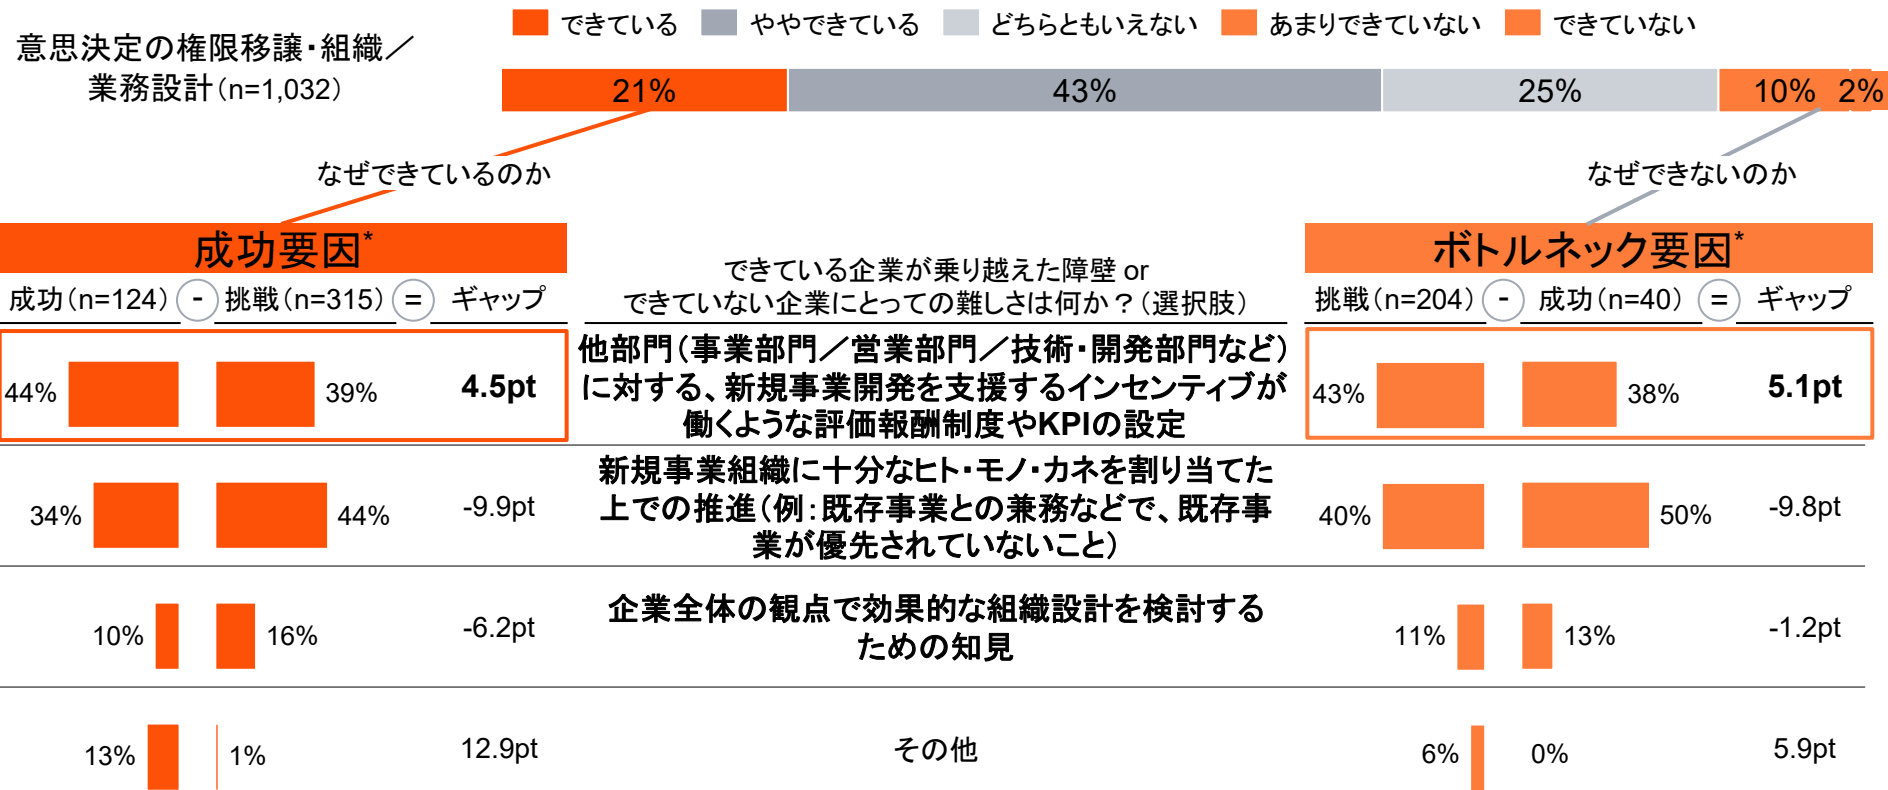 できている ややできている どちらともいえない あまりできていない できていない
意思決定の権限移譲・組織／
業務設計（n=1,032）
21% 43% 25% 10% 2%
なぜできているのか
なぜできないのか
成功要因*
ボトルネック要因*
できている企業が乗り越えた障壁 or
できていない企業にとっての難しさは何か？（選択肢）
成功（n=124） - 挑戦（n=315） = ギャップ
挑戦（n=204） - 成功（n=40） = ギャップ
44% 39% 4.5pt
他部門（事業部門／営業部門／技術・開発部門など）
に対する、新規事業開発を支援するインセンティブが
働くような評価報酬制度やKPIの設定
43% 38% 5.1pt
34% 44% -9.9pt
新規事業組織に十分なヒト・モノ・カネを割り当てた
上での推進（例：既存事業との兼務などで、既存事
業が優先されていないこと）
40% 50% -9.8pt
10% 16% -6.2pt
企業全体の観点で効果的な組織設計を検討する
ための知見
11% 13% -1.2pt
13% 1% 12.9pt
その他
6% 0% 5.9pt